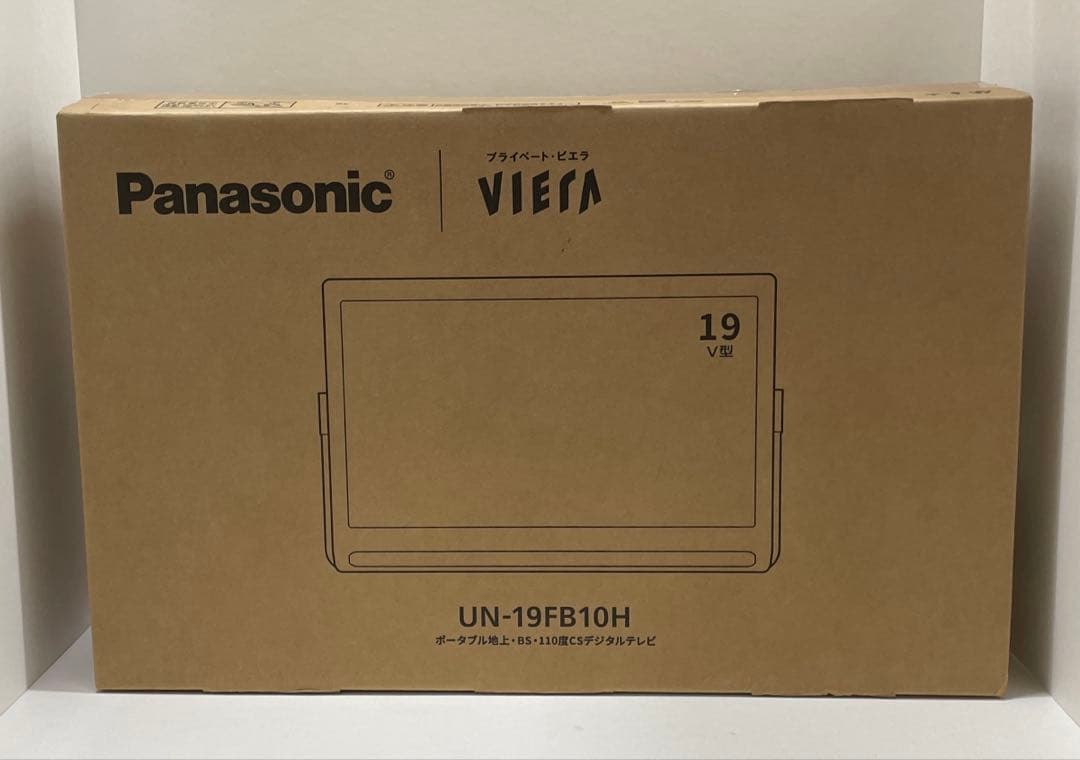 Panasonic®
プライベート・ビエラ
VIErA
19
V型
UN-19FB10H
ポータブル地上・BS・110度CSデジタルテレビ